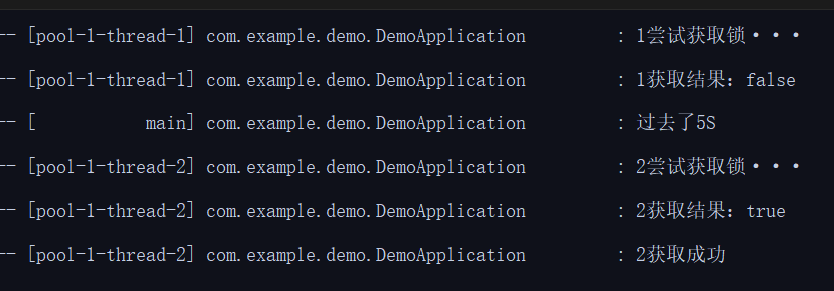 -- [pool-1-thread-1] com.example.demo.DemoApplication : 1尝试获取锁···
-- [pool-1-thread-1] com.example.demo.DemoApplication : 1获取结果：false
-- [ main] com.example.demo.DemoApplication : 过去了5S
-- [pool-1-thread-2] com.example.demo.DemoApplication : 2尝试获取锁···
-- [pool-1-thread-2] com.example.demo.DemoApplication : 2获取结果：true
-- [pool-1-thread-2] com.example.demo.DemoApplication : 2获取成功